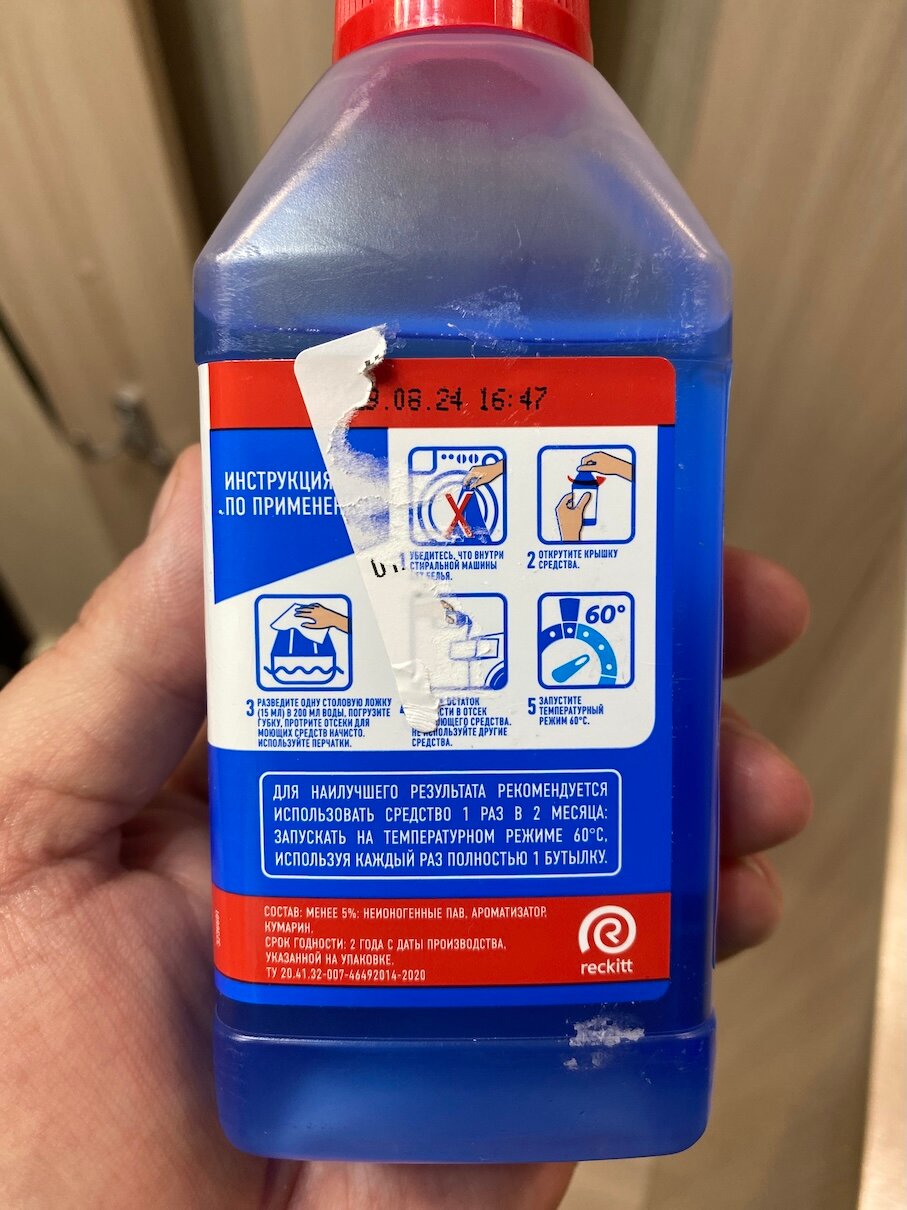 .08.24 16:47
ИНСТРУКЦИЯ
ПО
1 УБЕДИТЕСЬ, ЧТО ВНУТРИ
СТИРАЛЬНОЙ МАШИНЫ
БЕЛЬЯ.
2 ОТКРУТИТЕ КРЫШКУ
СРЕДСТВА.
60°
3 РАЗВЕДИТЕ ОДНУ СТОЛОВУЮ ЛОЖКУ
(15 МЛ) В 200 МЛ ВОДЫ, ПОГРУЗИТЕ
ГУБКУ, ПРОТРИТЕ ОТСЕКИ ДЛЯ
МОЮЩИХ СРЕДСТВ НАЧИСТО.
ИСПОЛЬЗУЙТЕ ПЕРЧАТКИ.
ОСТАТОК
В ОТСЕК
СРЕДСТВА.
НЕ ИСПОЛЬЗУЙТЕ ДРУГИЕ
СРЕДСТВА.
5 ЗАПУСТИТЕ
ТЕМПЕРАТУРНЫЙ
РЕЖИМ 60°С.
ДЛЯ НАИЛУЧШЕГО РЕЗУЛЬТАТА РЕКОМЕНДУЕТСЯ
ИСПОЛЬЗОВАТЬ СРЕДСТВО 1 РАЗ В 2 МЕСЯЦА:
ЗАПУСКАТЬ НА ТЕМПЕРАТУРНОМ РЕЖИМЕ 60°С,
ИСПОЛЬЗУЯ КАЖДЫЙ РАЗ ПОЛНОСТЬЮ 1 БУТЫЛКУ.
СОСТАВ: МЕНЕЕ 5%: НЕИОНОГЕННЫЕ ПАВ, АРОМАТИЗАТОР,
КУМАРИН.
СРОК ГОДНОСТИ: 2 ГОДА С ДАТЫ ПРОИЗВОДСТВА,
УКАЗАННОЙ НА УПАКОВКЕ.
ТУ 20.41.32-007-46492014-2020
reckitt